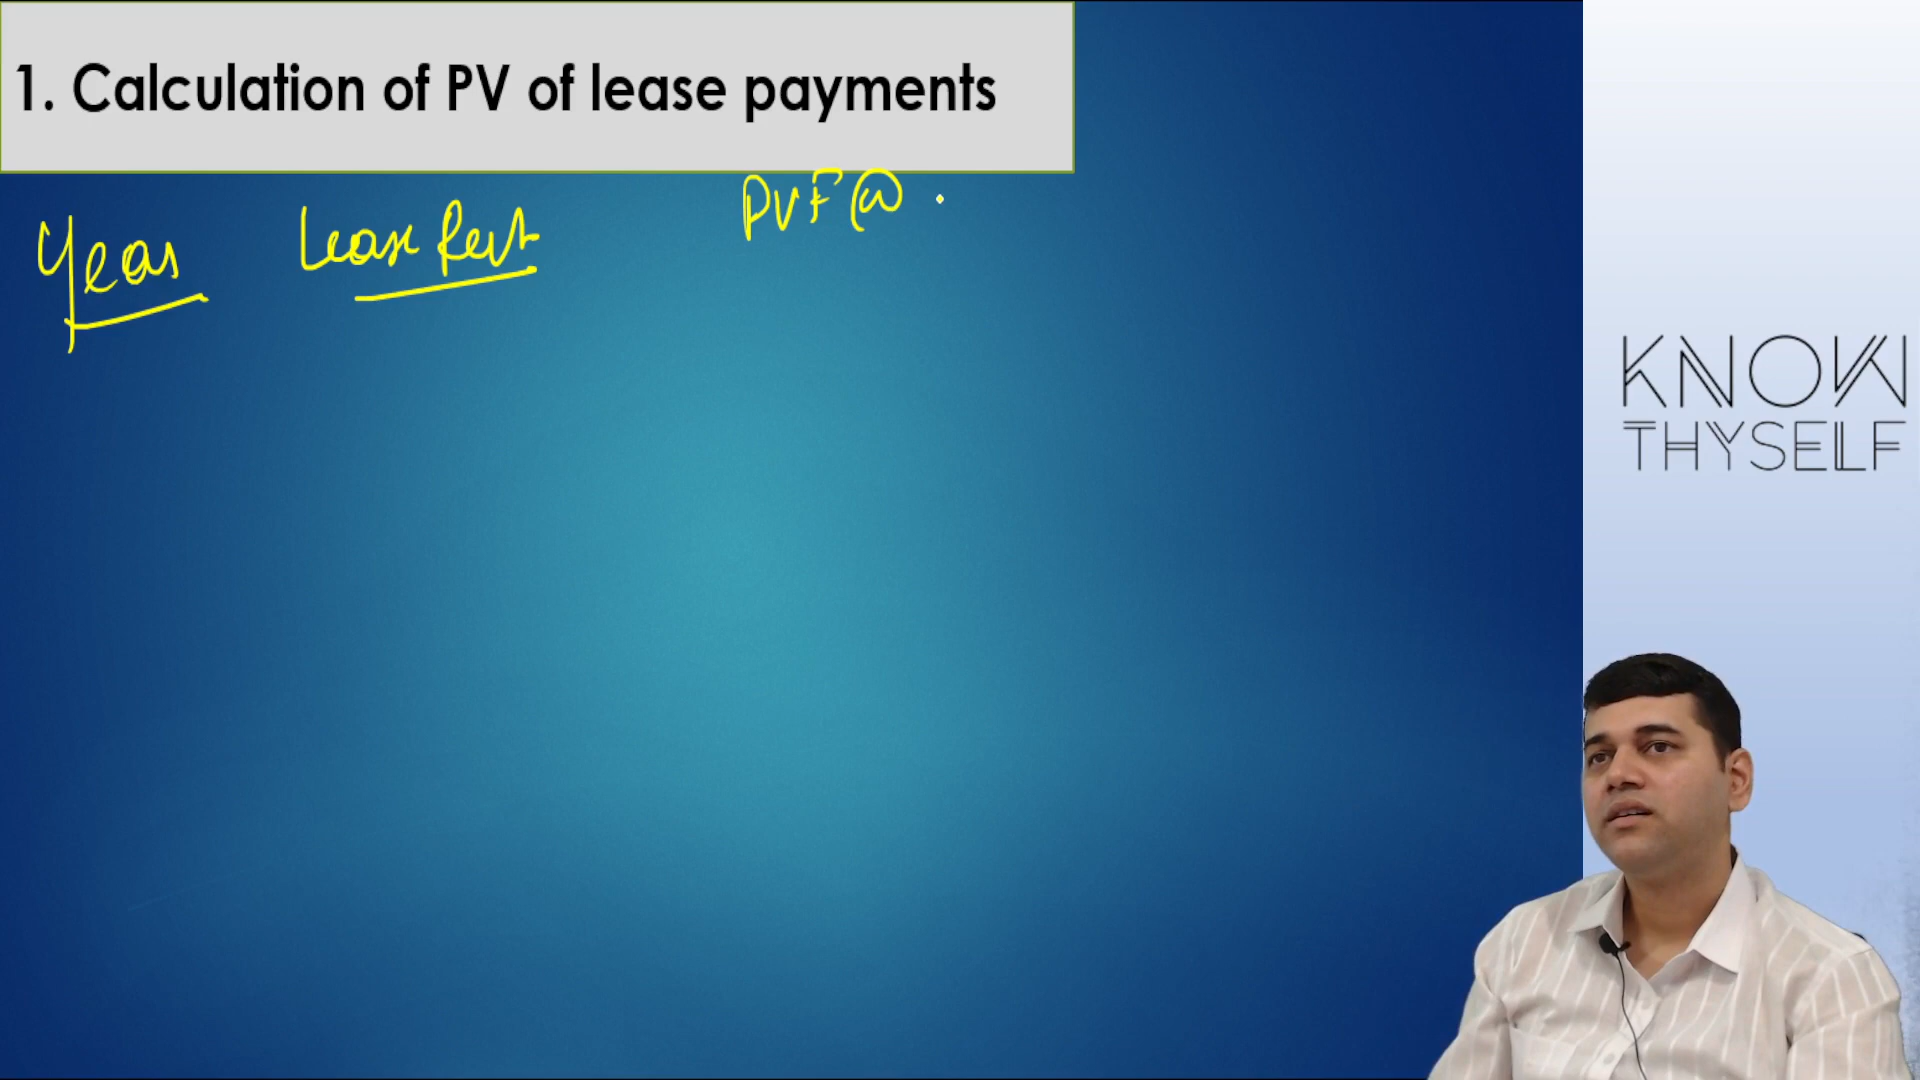 1. Calculation of PV of lease payments
Year Lease Rent PVF@
KNOW
THYSELF